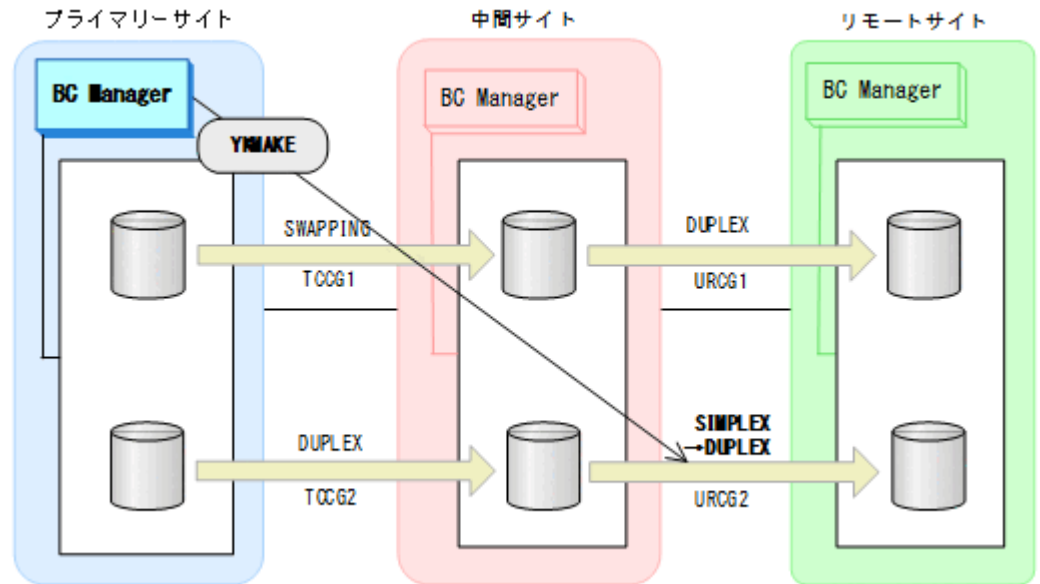 プライマリーサイト
中間サイト
リモートサイト
BC Manager
BC Manager
BC Manager
YKMAKE
SWAPPING
TCCG1
DUPLEX
URCG1
DUPLEX
TCCG2
SIMPLEX
→DUPLEX
URCG2